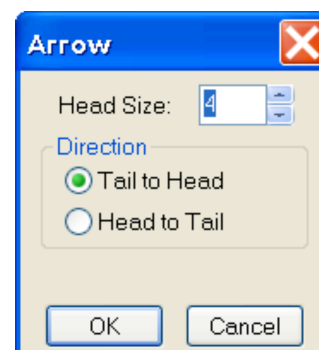 Arrow
Head Size: 4
Direction
Tail to Head
Head to Tail
OK Cancel